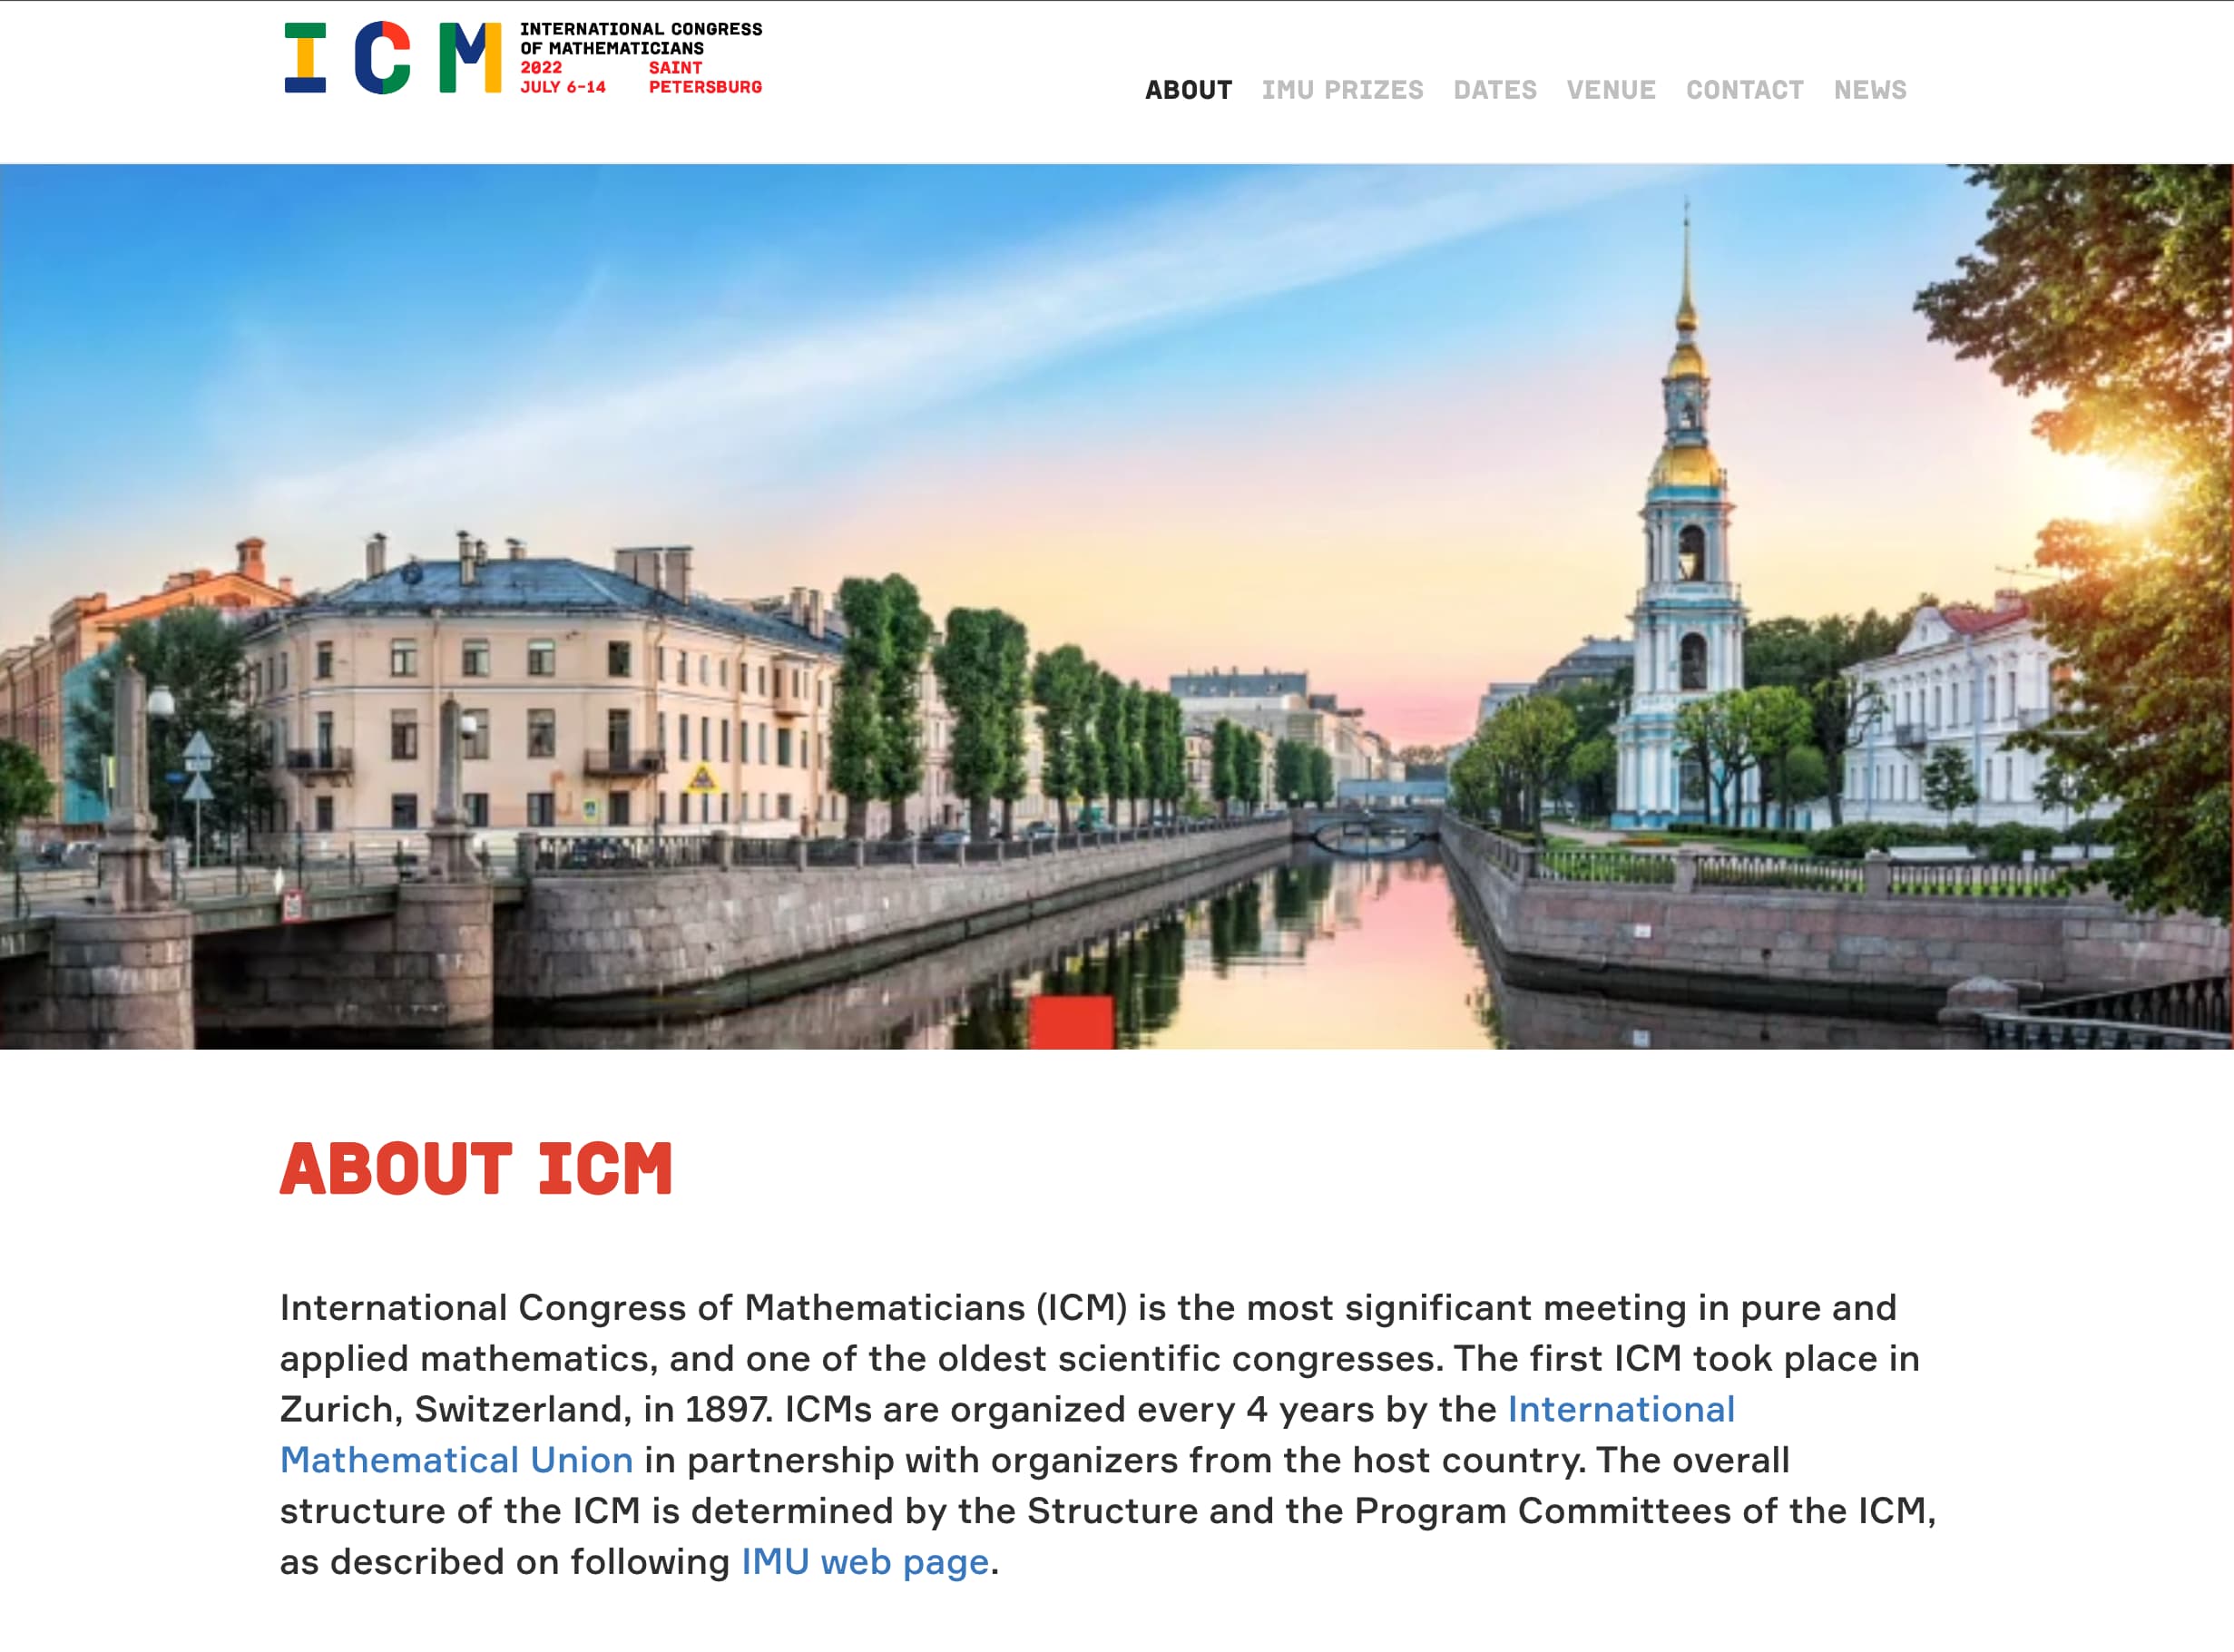 ICM
INTERNATIONAL CONGRESS
OF MATHEMATICIANS
2022 SAINT
JULY 6-14 PETERSBURG
ABOUT IMU PRIZES DATES VENUE CONTACT NEWS
ABOUT ICM
International Congress of Mathematicians (ICM) is the most significant meeting in pure and
applied mathematics, and one of the oldest scientific congresses. The first ICM took place in
Zurich, Switzerland, in 1897. ICMs are organized every 4 years by the International
Mathematical Union in partnership with organizers from the host country. The overall
structure of the ICM is determined by the Structure and the Program Committees of the ICM,
as described on following IMU web page.